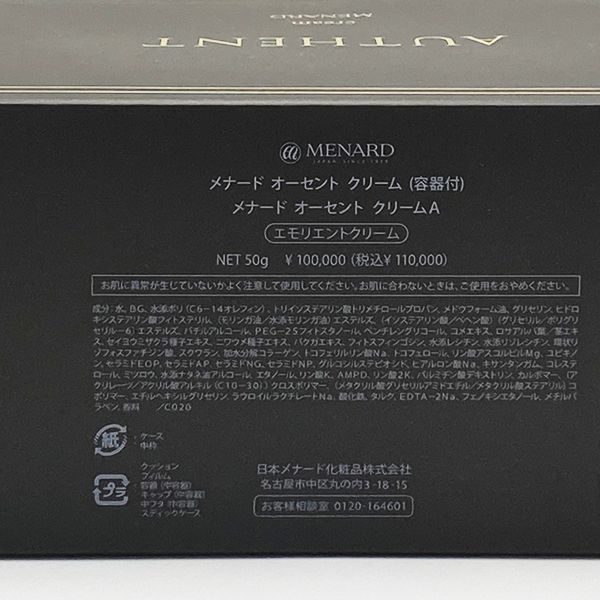 AUTHENT
cream
MENARD
MENARD
JAPAN, SINCE 1959
メナード オーセント クリーム (容器付)
メナード オーセント クリームA
エモリエントクリーム
NET 50g ¥100,000 (税込¥110,000)
お肌に異常が生じていないかよく注意して使用してください。お肌に合わないときは、ご使用をおやめください。
成分: 水、BG、水添ポリ(C6-14オレフィン)、トリイソステアリン酸トリメチロールプロパン、メドウフォーム油、グリセリン、ヒドロ
キシステアリン酸フィトステリル、(モリンガ油/水添モリンガ油)エステルズ、(イソステアリン酸/ベヘン酸)(グリセリル/ポリグリ
セリル-6)エステルズ、バチルアルコール、PEG-25フィトスタノール、ペンチレングリコール、コメエキス、ロサアルバ葉/茎エキ
ス、セイヨウミザクラ種子エキス、ニワウメ種子エキス、バクガエキス、フィトスフィンゴシン、水添レシチン、水添リゾレシチン、環状リ
ゾホスファチジン酸、スクワラン、加水分解コラーゲン、トコフェリルリン酸Na、トコフェロール、リン酸アスコルビルMg、ユビキノ
ン、セラミドEOP、セラミドAP、セラミドNG、セラミドNP、グルコシルステビオシド、ヒアルロン酸Na、キサンタンガム、コレステ
ロール、ミツロウ、水添ナタネ油アルコール、エタノール、リン酸K、AMPD、リン酸2K、パルミチン酸デキストリン、カルボマー、(ア
クリレーツ/アクリル酸アルキル(C10-30))クロスポリマー、(メタクリル酸グリセリルアミドエチル/メタクリル酸ステアリル)コ
ポリマー、エチルヘキシルグリセリン、ラウロイルラクチレートNa、酸化鉄、タルク、EDTA-2Na、フェノキシエタノール、メチルパ
ラベン、香料 /C020
紙
ケース
中枠
プラ
クッション
フィルム
容器(中容器)
キャップ(中容器)
中フタ(中容器)
スティックケース
日本メナード化粧品株式会社
名古屋市中区丸の内3-18-15
お客様相談室 0120-164601